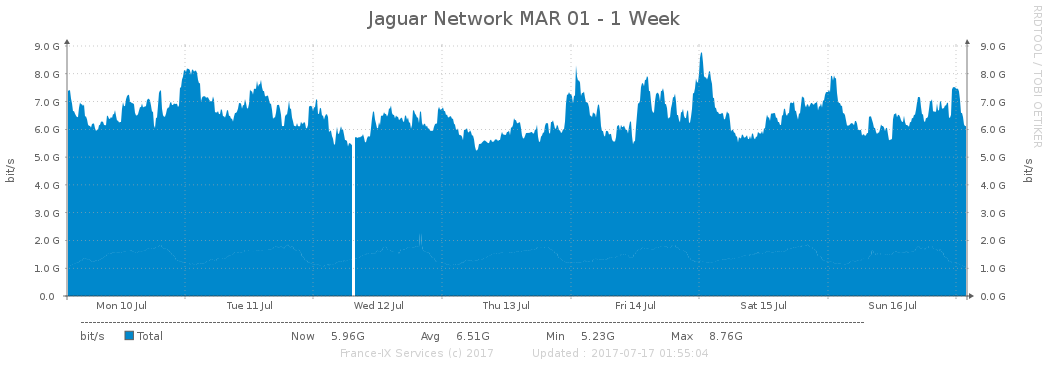 Jaguar Network MAR 01 - 1 Week
RRDTOOL / TOBI OETIKER
bit/s
9.0 G 9.0 G
8.0 G 8.0 G
7.0 G 7.0 G
6.0 G 6.0 G
5.0 G 5.0 G
4.0 G 4.0 G
3.0 G 3.0 G
2.0 G 2.0 G
1.0 G 1.0 G
0.0 0.0 G
bit/s
Mon 10 Jul Tue 11 Jul Wed 12 Jul Thu 13 Jul Fri 14 Jul Sat 15 Jul Sun 16 Jul
bit/s Total Now 5.96G Avg 6.51G Min 5.23G Max 8.76G
France-IX Services (c) 2017 Updated : 2017-07-17 01:55:04